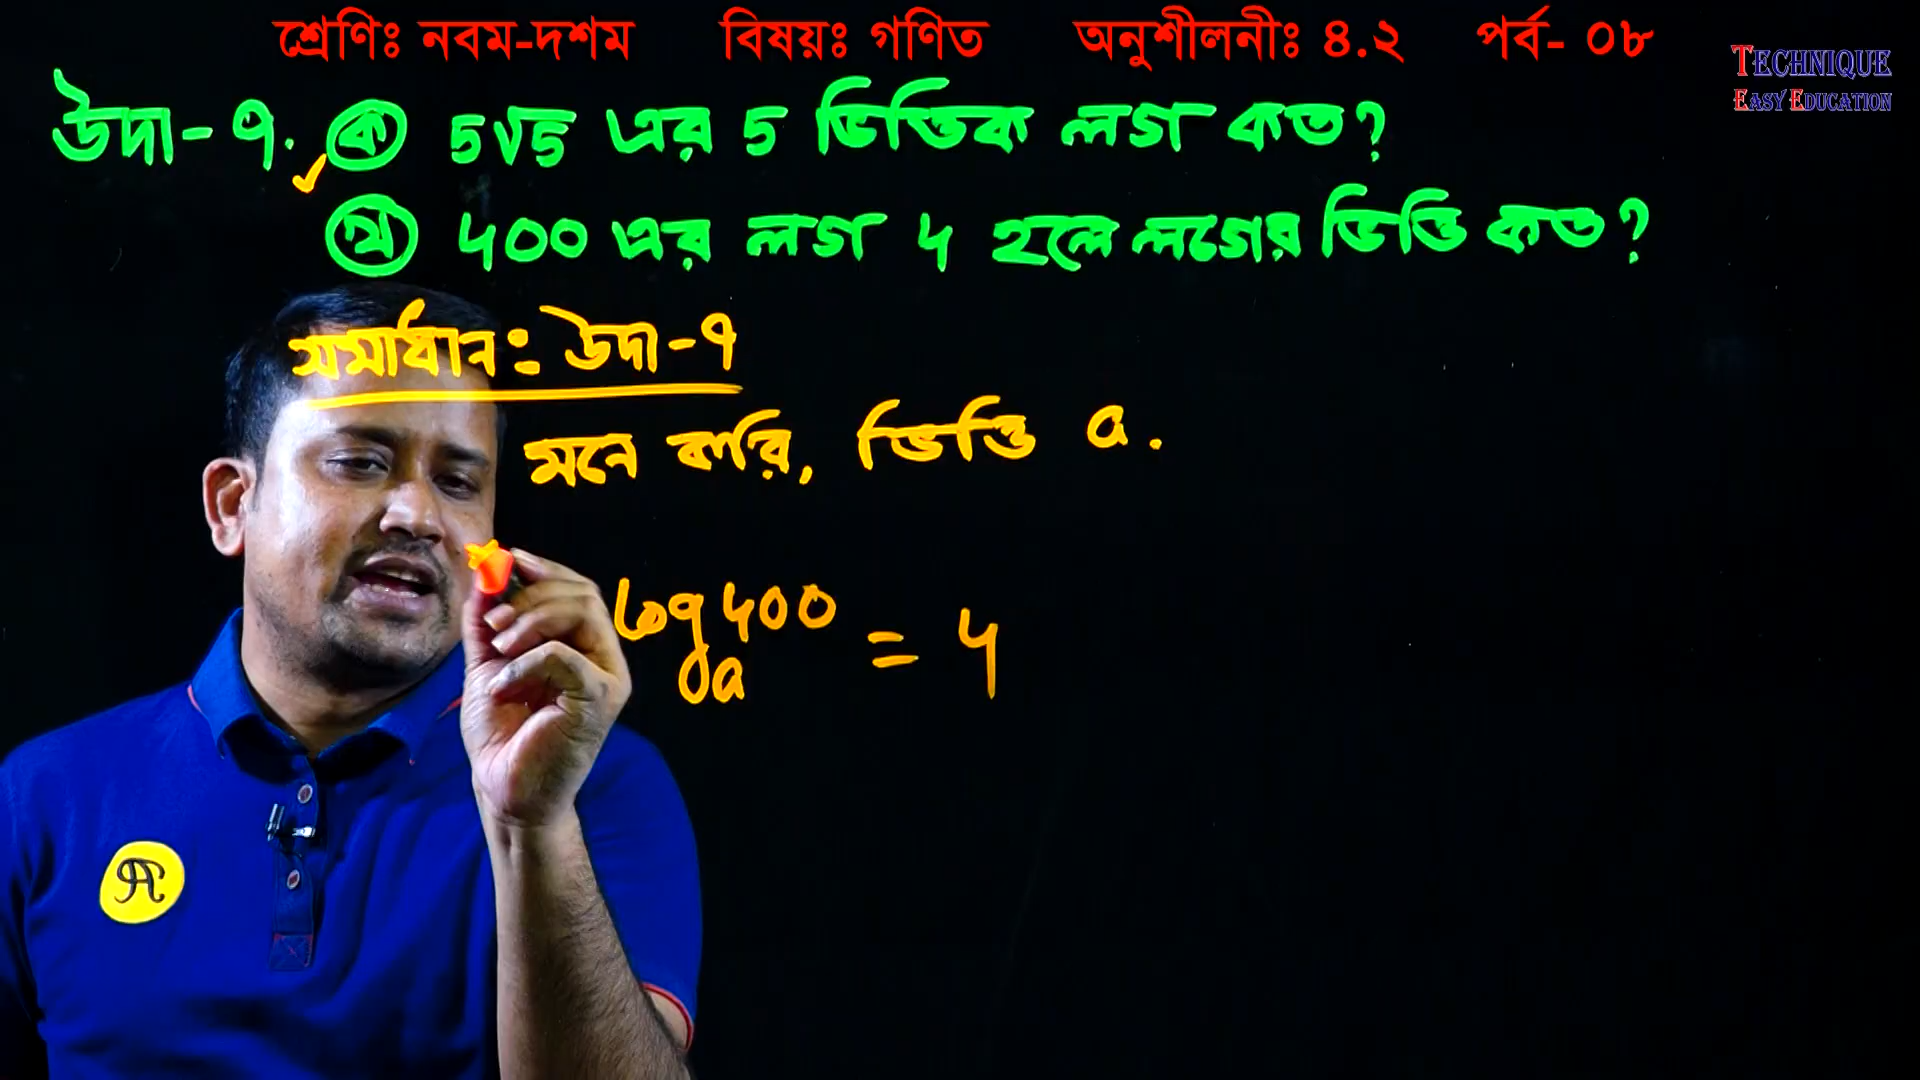 শ্রেণিঃ নবম-দশম বিষয়ঃ গণিত অনুশীলনীঃ ৪.২ পর্ব- ০৮
TECHNIQUE
EASY EDUCATION
উদা-৭. ক 5√5 এর 5 ভিত্তিক লগ কত?
খ 400 এর লগ 4 হলে লগের ভিত্তি কত?
সমাধান: উদা-৭
মনে করি, ভিত্তি a.
log 400 = 4
a